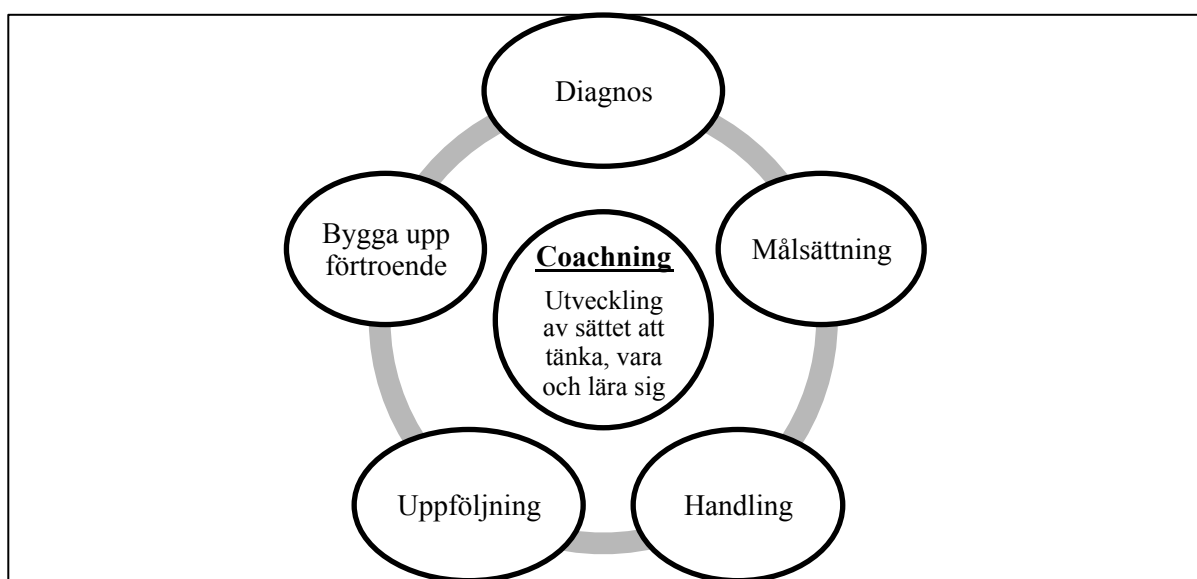 Diagnos
Bygga upp
förtroende
Målsättning
Coachning
Utveckling
av sättet att
tänka, vara
och lära sig
Uppföljning
Handling